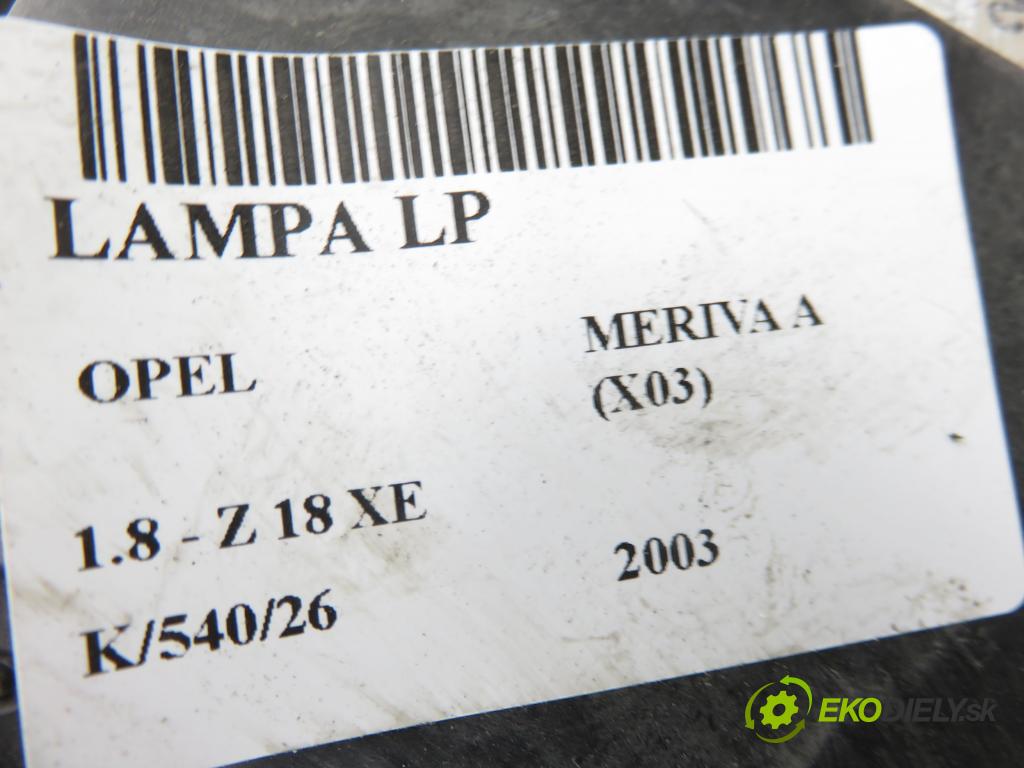 LAMPA LP
OPEL
MERIVA A
(X03)
1.8 - Z 18 XE
2003
K/540/26
EKODIELY.sk